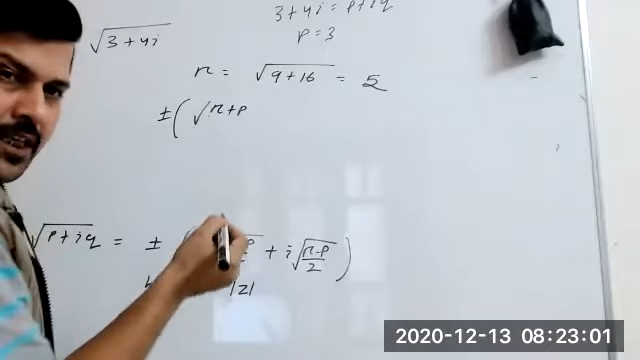 3+4i = p+iq
√3+4i
p=3
r = √9+16 = 5
±(√r+p
√p+iq = ± p + i√r-p/2)
|z|
2020-12-13 08:23:01